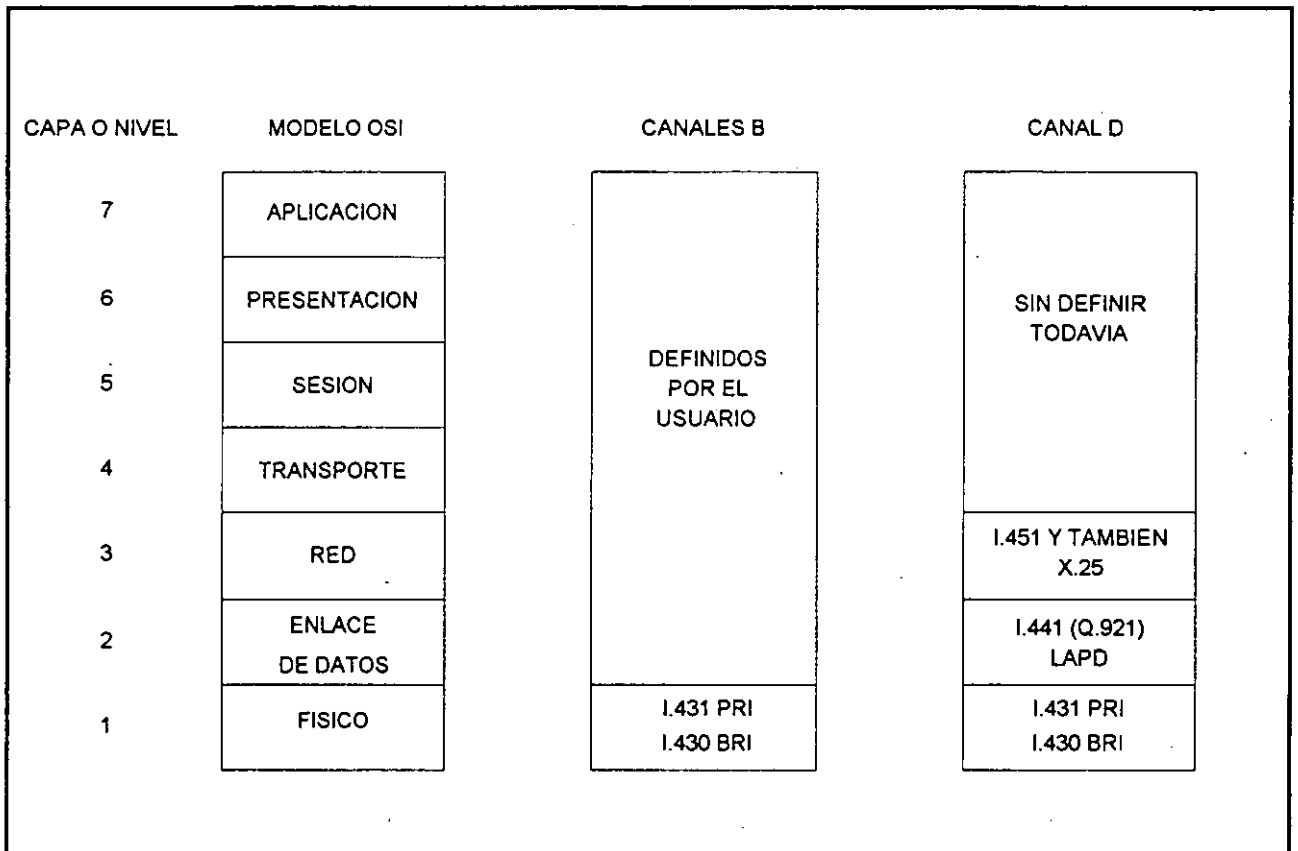 CAPA O NIVEL
MODELO OSI
CANALES B
CANAL D
7
APLICACION
6
PRESENTACION
5
SESION
4
TRANSPORTE
3
RED
2
ENLACE
DE DATOS
1
FISICO
DEFINIDOS
POR EL
USUARIO
I.431 PRI
I.430 BRI
SIN DEFINIR
TODAVIA
I.451 Y TAMBIEN
X.25
I.441 (Q.921)
LAPD
I.431 PRI
I.430 BRI